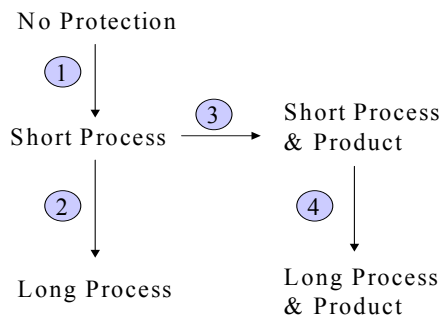 No Protection
1
3
Short Process
Short Process
& Product
2
4
Long Process
Long Process
& Product